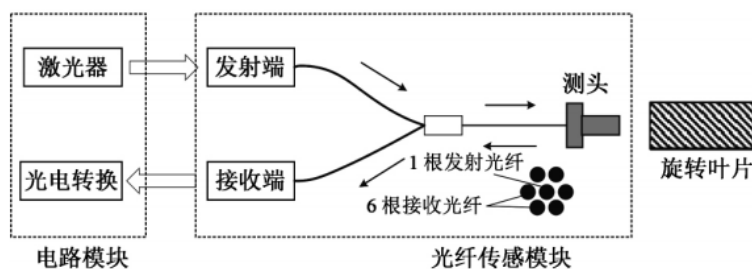 激光器
发射端
测头
光电转换
接收端
1根发射光纤
6根接收光纤
旋转叶片
电路模块
光纤传感模块